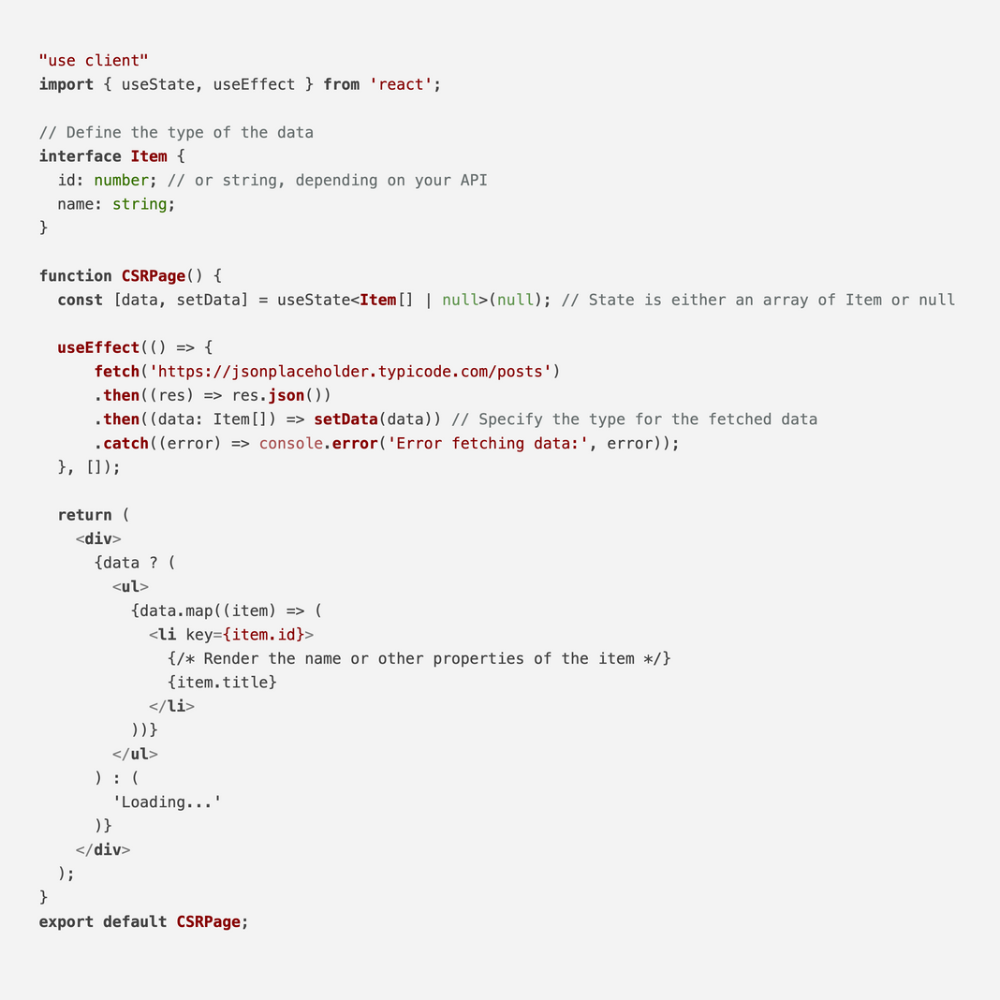 "use client"
import { useState, useEffect } from 'react';

// Define the type of the data
interface Item {
  id: number; // or string, depending on your API
  name: string;
}

function CSRPage() {
  const [data, setData] = useState<Item[] | null>(null); // State is either an array of Item or null

  useEffect(() => {
      fetch('https://jsonplaceholder.typicode.com/posts')
      .then((res) => res.json())
      .then((data: Item[]) => setData(data)) // Specify the type for the fetched data
      .catch((error) => console.error('Error fetching data:', error));
  }, []);

  return (
    <div>
      {data ? (
        <ul>
          {data.map((item) => (
            <li key={item.id}>
              {/* Render the name or other properties of the item */}
              {item.title}
            </li>
          ))}
        </ul>
      ) : (
        'Loading...'
      )}
    </div>
  );
}
export default CSRPage;